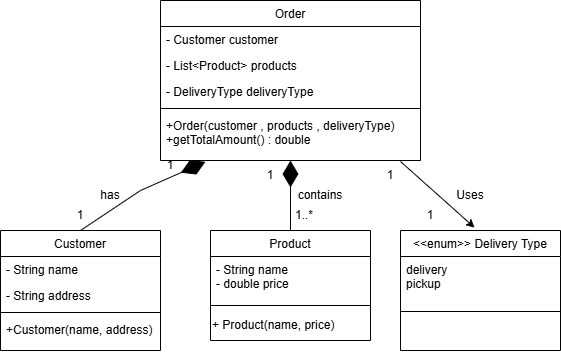 Order
- Customer customer
- List<Product> products
- DeliveryType deliveryType
+Order(customer , products , deliveryType)
+getTotalAmount() : double
1
1
1
has
contains
Uses
1
1..*
1
Customer
- String name
- String address
+Customer(name, address)
Product
- String name
- double price
+ Product(name, price)
<<enum>> Delivery Type
delivery
pickup